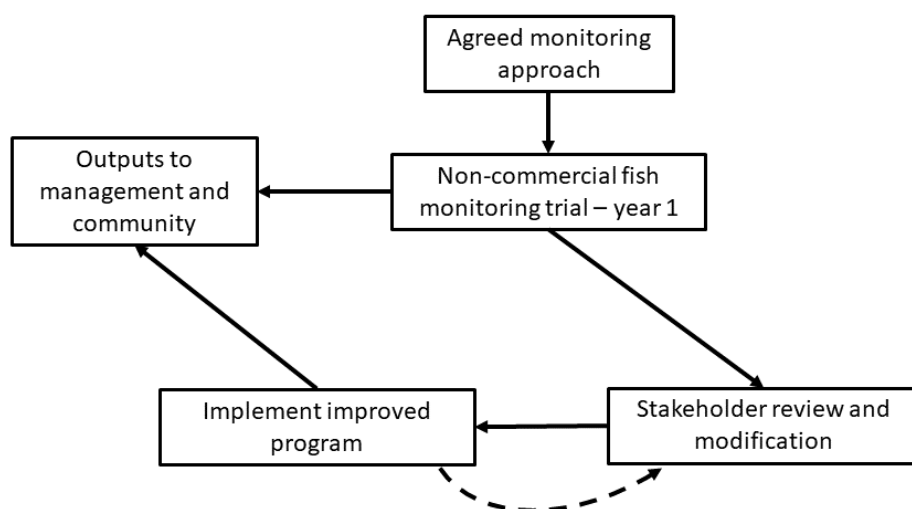 Agreed monitoring
approach
Outputs to
management and
community
Non-commercial fish
monitoring trial – year 1
Implement improved
program
Stakeholder review and
modification